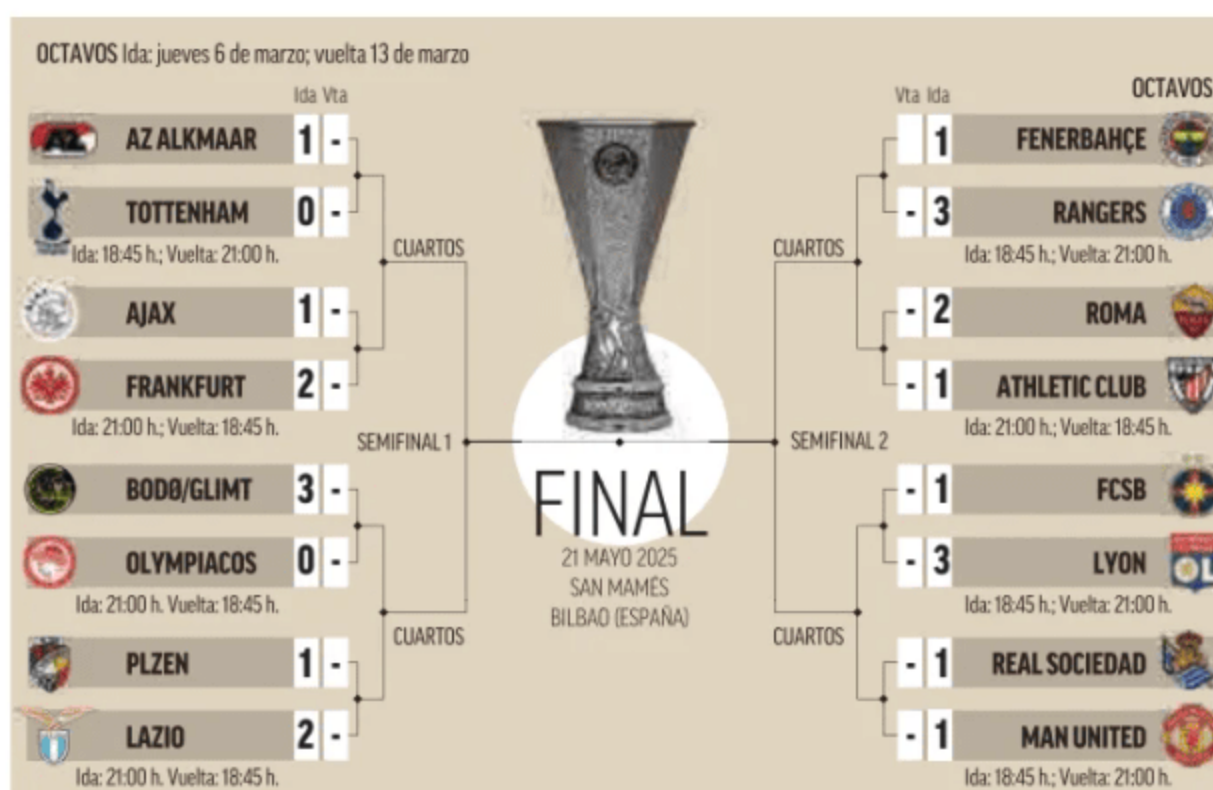 OCTAVOS Ida: jueves 6 de marzo; vuelta 13 de marzo
Ida Vta
AZ
AZ ALKMAAR 1 -
TOTTENHAM 0 -
Ida: 18:45 h.; Vuelta: 21:00 h.
CUARTOS
AJAX 1 -
FRANKFURT 2 -
Ida: 21:00 h.; Vuelta: 18:45 h.
SEMIFINAL 1
BODØ/GLIMT 3 -
OLYMPIACOS 0 -
Ida: 21:00 h. Vuelta: 18:45 h.
CUARTOS
PLZEN 1 -
LAZIO 2 -
Ida: 21:00 h. Vuelta: 18:45 h.
FINAL
21 MAYO 2025
SAN MAMÉS
BILBAO (ESPAÑA)
OCTAVOS
Vta Ida
1 FENERBAHÇE
- 3 RANGERS
CUARTOS
Ida: 18:45 h.; Vuelta: 21:00 h.
- 2 ROMA
- 1 ATHLETIC CLUB
Ida: 21:00 h.; Vuelta: 18:45 h.
SEMIFINAL 2
- 1 FCSB
- 3 LYON
OL
Ida: 18:45 h.; Vuelta: 21:00 h.
CUARTOS
- 1 REAL SOCIEDAD
- 1 MAN UNITED
Ida: 18:45 h.; Vuelta: 21:00 h.